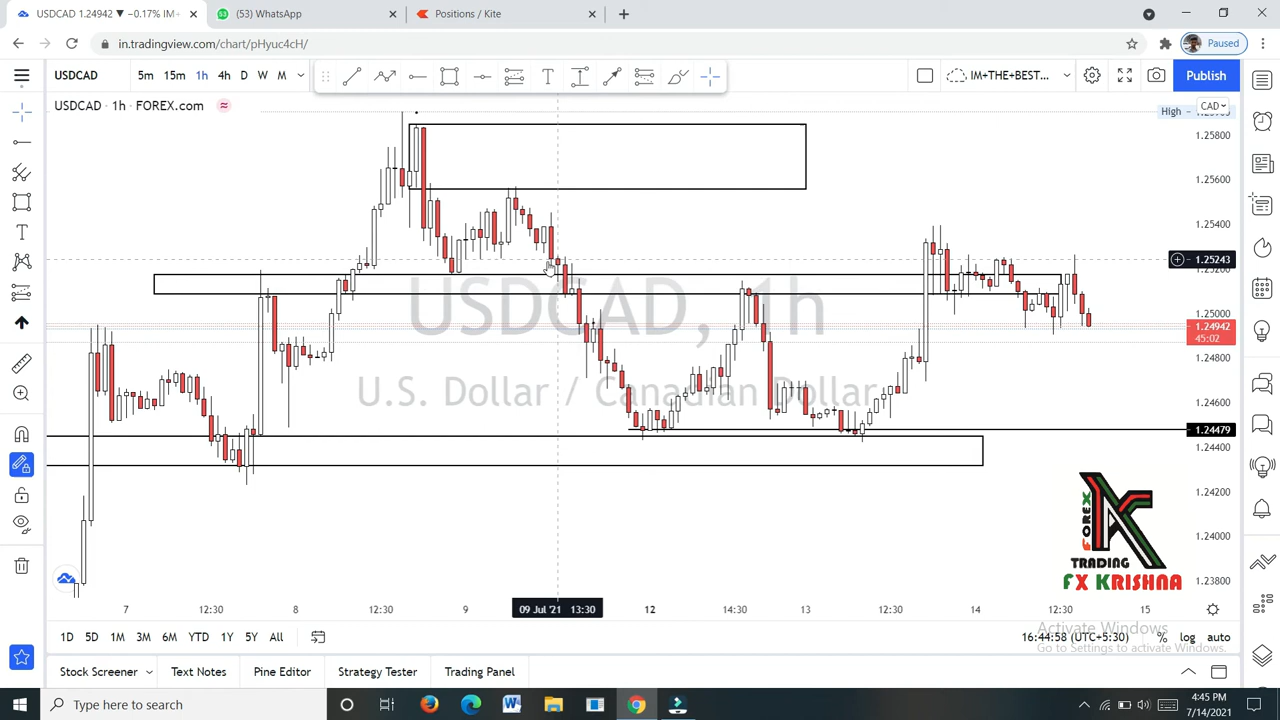 USDCAD 1.24942 ▼ −0.17% IM+
(53) WhatsApp
Positions / Kite
in.tradingview.com/chart/pHyuc4cH/
Paused
USDCAD
5m 15m 1h 4h D W M
IM+THE+BEST...
Publish
USDCAD · 1h · FOREX.com
CAD
High
1.25800
1.25600
1.25400
1.25243
1.25200
1.25000
1.24942
45:02
1.24800
1.24600
1.24479
1.24400
1.24200
1.24000
1.23800
USDCAD, 1h
U.S. Dollar / Canadian Dollar
FOREX
TRADING
FX KRISHNA
7 12:30 8 12:30 9 09 Jul '21 13:30 12 14:30 13 12:30 14 12:30 15
1D 5D 1M 3M 6M YTD 1Y 5Y All
16:44:58 (UTC+5:30) % log auto
Activate Windows
Go to Settings to activate Windows.
Stock Screener Text Notes Pine Editor Strategy Tester Trading Panel
Type here to search
4:45 PM
7/14/2021